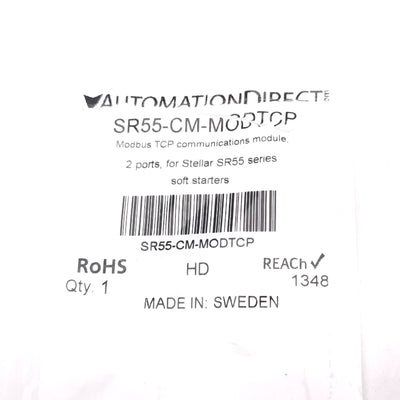 AUTOMATIONDIRECT
SR55-CM-MODTCP
Modbus TCP communications module,
2 ports, for Stellar SR55 series
soft starters
SR55-CM-MODTCP
RoHS HD REACh✓
Qty. 1 1348
MADE IN: SWEDEN